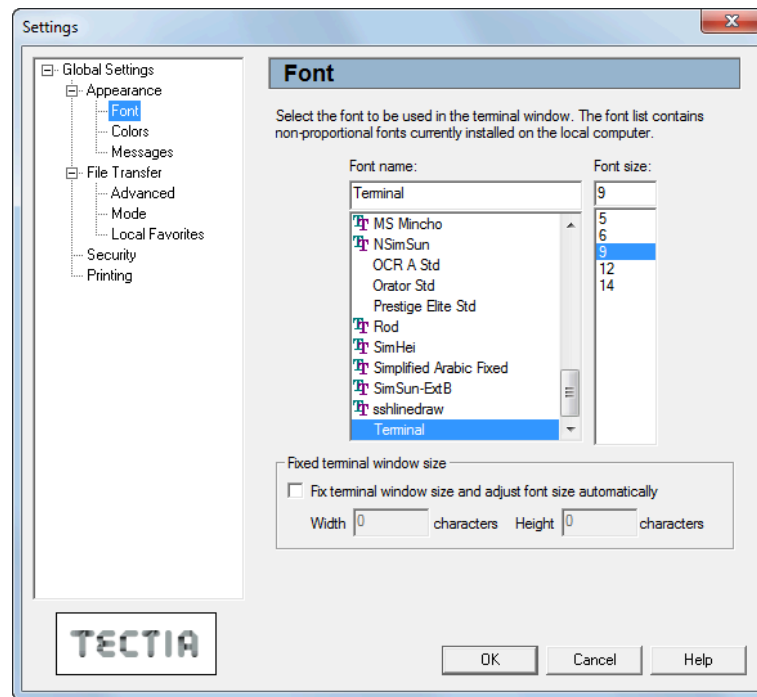 Settings
Global Settings
Appearance
Font
Colors
Messages
File Transfer
Advanced
Mode
Local Favorites
Security
Printing
Font
Select the font to be used in the terminal window. The font list contains
non-proportional fonts currently installed on the local computer.
Font name:
Font size:
Terminal
9
MS Mincho
NSimSun
OCR A Std
Orator Std
Prestige Elite Std
Rod
SimHei
Simplified Arabic Fixed
SimSun-ExtB
sshlinedraw
Terminal
5
6
9
12
14
Fixed terminal window size
Fix terminal window size and adjust font size automatically
Width 0 characters Height 0 characters
TECTIA
OK Cancel Help